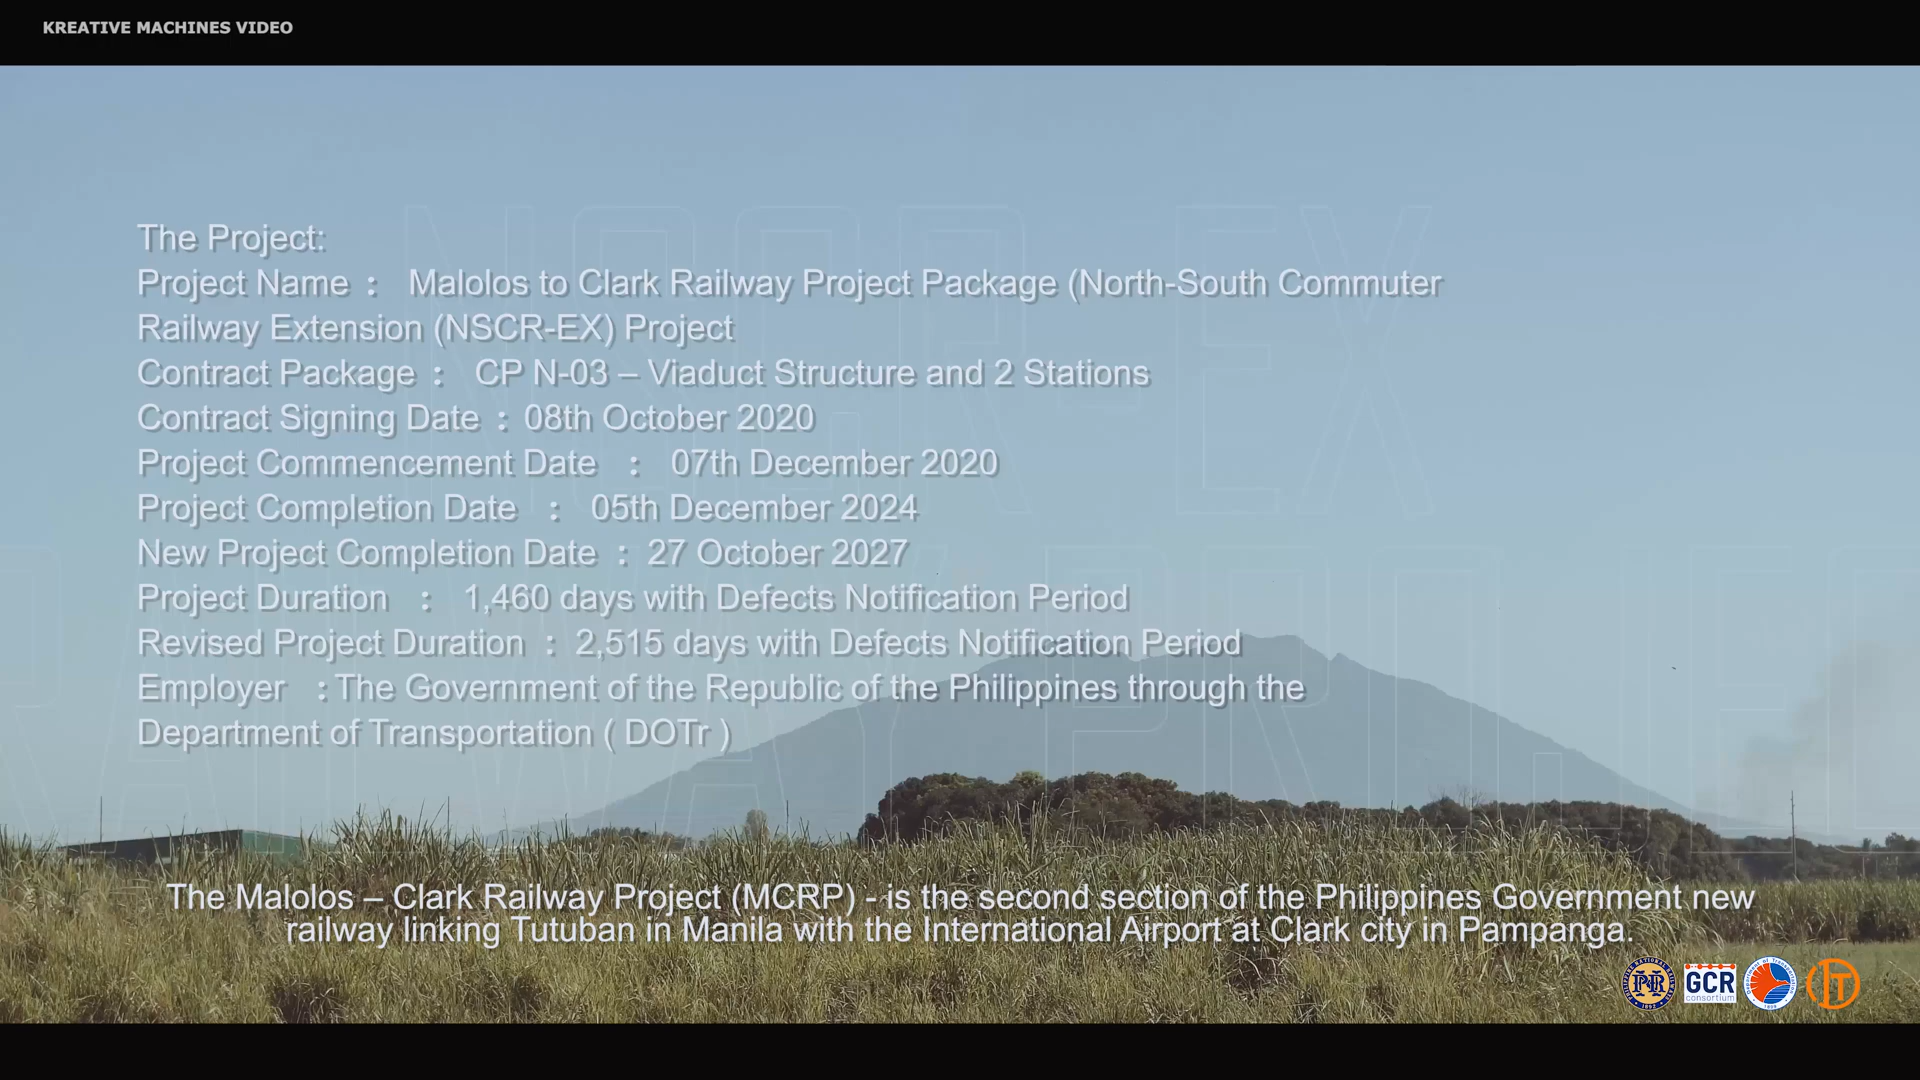 KREATIVE MACHINES VIDEO
NSCR-EX
RAILWAY PROJEC
The Project:
Project Name : Malolos to Clark Railway Project Package (North-South Commuter
Railway Extension (NSCR-EX) Project
Contract Package : CP N-03 – Viaduct Structure and 2 Stations
Contract Signing Date : 08th October 2020
Project Commencement Date : 07th December 2020
Project Completion Date : 05th December 2024
New Project Completion Date : 27 October 2027
Project Duration : 1,460 days with Defects Notification Period
Revised Project Duration : 2,515 days with Defects Notification Period
Employer : The Government of the Republic of the Philippines through the
Department of Transportation ( DOTr )
The Malolos – Clark Railway Project (MCRP) - is the second section of the Philippines Government new
railway linking Tutuban in Manila with the International Airport at Clark city in Pampanga.
GCR
consortium